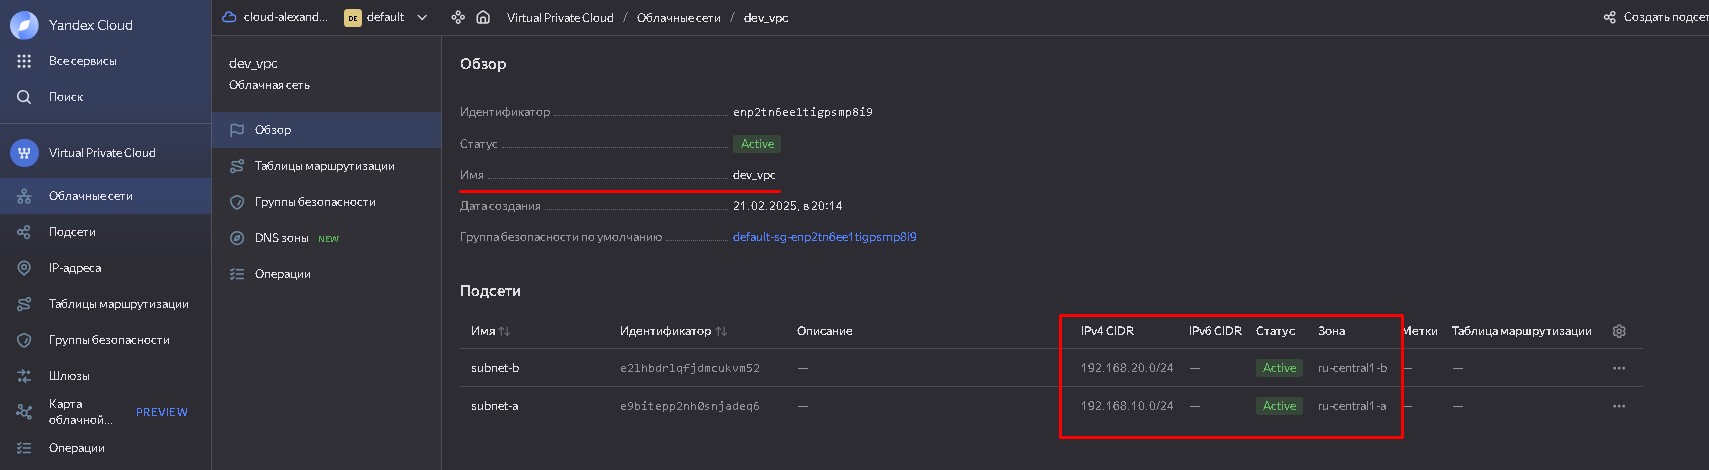 Yandex Cloud
Все сервисы
Поиск
Virtual Private Cloud
Облачные сети
Подсети
IP-адреса
Таблицы маршрутизации
Группы безопасности
Шлюзы
Карта облачной... PREVIEW
Операции
cloud-alexand... DE default Virtual Private Cloud / Облачные сети / dev_vpc Создать подсет
dev_vpc
Облачная сеть
Обзор
Таблицы маршрутизации
Группы безопасности
DNS зоны NEW
Операции
Обзор
Идентификатор enp2tn6ee1tigpsmp8i9
Статус Active
Имя dev_vpc
Дата создания 21.02.2025, в 20:14
Группа безопасности по умолчанию default-sg-enp2tn6ee1tigpsmp8i9
Подсети
Имя Идентификатор Описание IPv4 CIDR IPv6 CIDR Статус Зона Метки Таблица маршрутизации
subnet-b e2lhbdrlqfjdmcukvm52 — 192.168.20.0/24 — Active ru-central1-b — — ...
subnet-a e9bitepp2nh0snjadeq6 — 192.168.10.0/24 — Active ru-central1-a — — ...